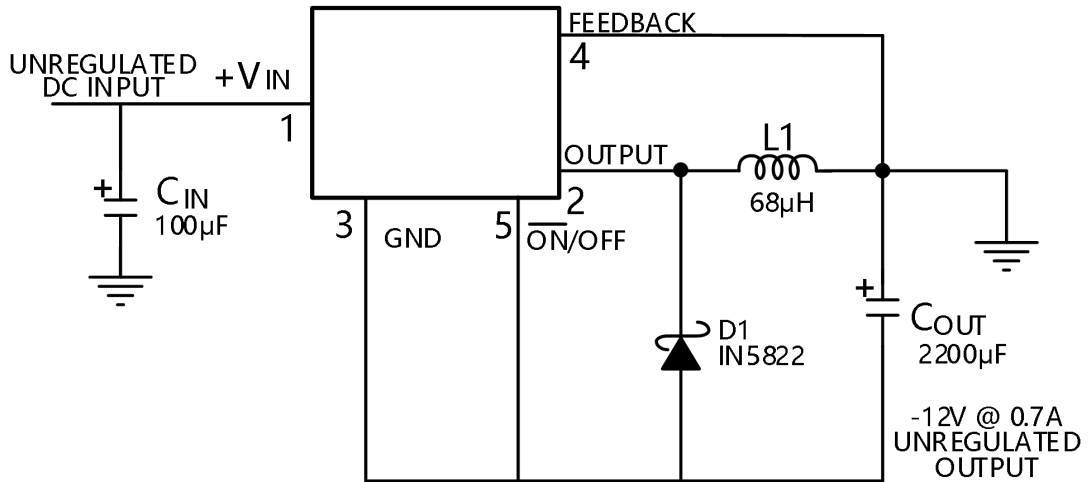 FEEDBACK
4
UNREGULATED
DC INPUT
+VIN
1
OUTPUT
2
L1
68µH
+
CIN
100µF
3
GND
5
ON/OFF
+
COUT
2200µF
D1
IN5822
-12V @ 0.7A
UNREGULATED
OUTPUT